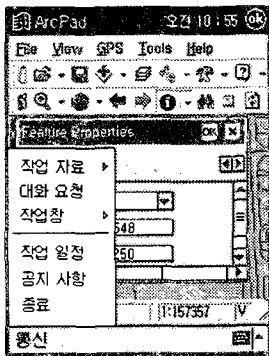 ArcPad 오전 10:55 ok
File View GPS Tools Help
Feature Properties OK
작업 자료
대화 요청
작업창
548
작업 일정
250
공지 사항
종료
1:157357 V
통신